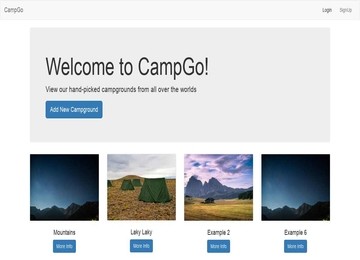 CampGo
Login SignUp
Welcome to CampGo!
View our hand-picked campgrounds from all over the worlds
Add New Campground
Mountains Laky Laky Example 2 Example 6
More Info More Info More Info More Info